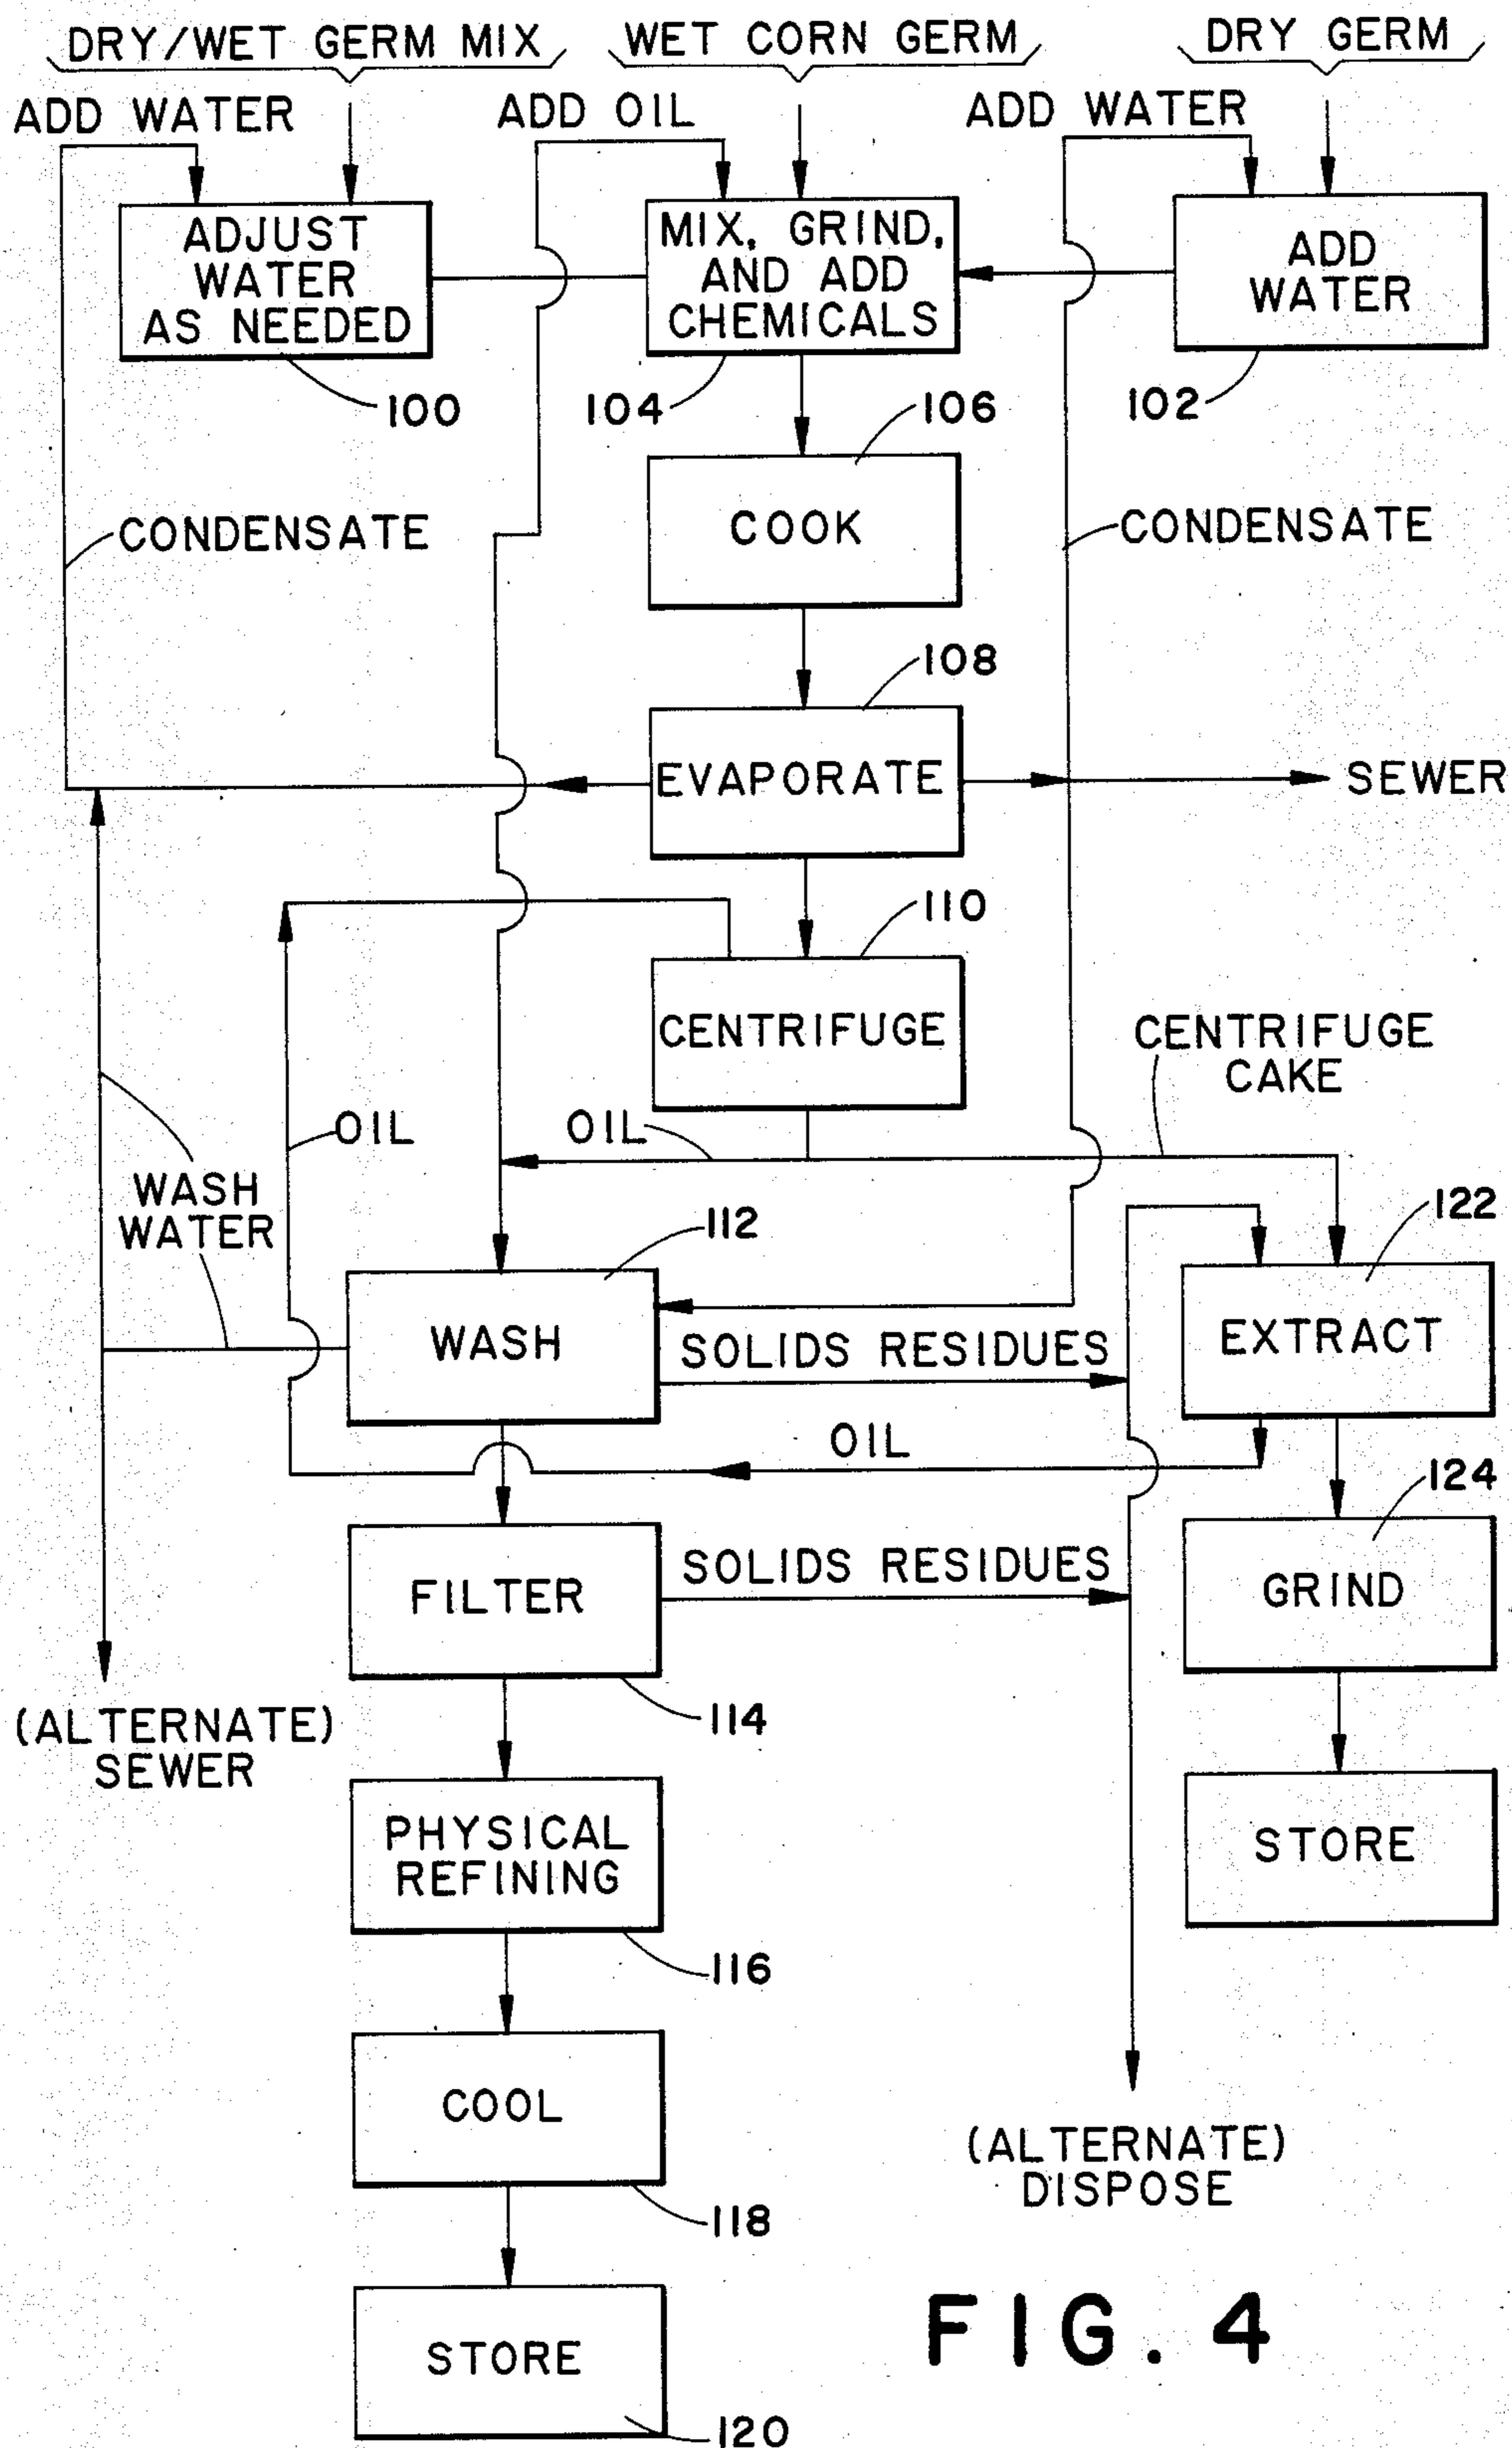 DRY/WET GERM MIX
WET CORN GERM
DRY GERM
ADD WATER
ADD OIL
ADD WATER
ADJUST
WATER
AS NEEDED
MIX, GRIND,
AND ADD
CHEMICALS
ADD
WATER
100
104
102
106
COOK
CONDENSATE
CONDENSATE
108
EVAPORATE
SEWER
110
CENTRIFUGE
CENTRIFUGE
CAKE
OIL
OIL
WASH
WATER
112
122
WASH
SOLIDS RESIDUES
EXTRACT
OIL
124
FILTER
SOLIDS RESIDUES
GRIND
114
(ALTERNATE)
SEWER
PHYSICAL
REFINING
STORE
116
COOL
(ALTERNATE)
DISPOSE
118
STORE
120
FIG. 4